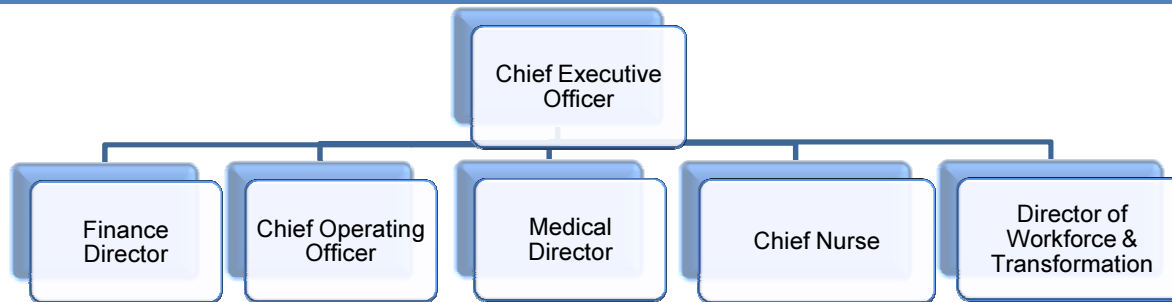 Chief Executive
Officer
Finance
Director
Chief Operating
Officer
Medical
Director
Chief Nurse
Director of
Workforce &
Transformation